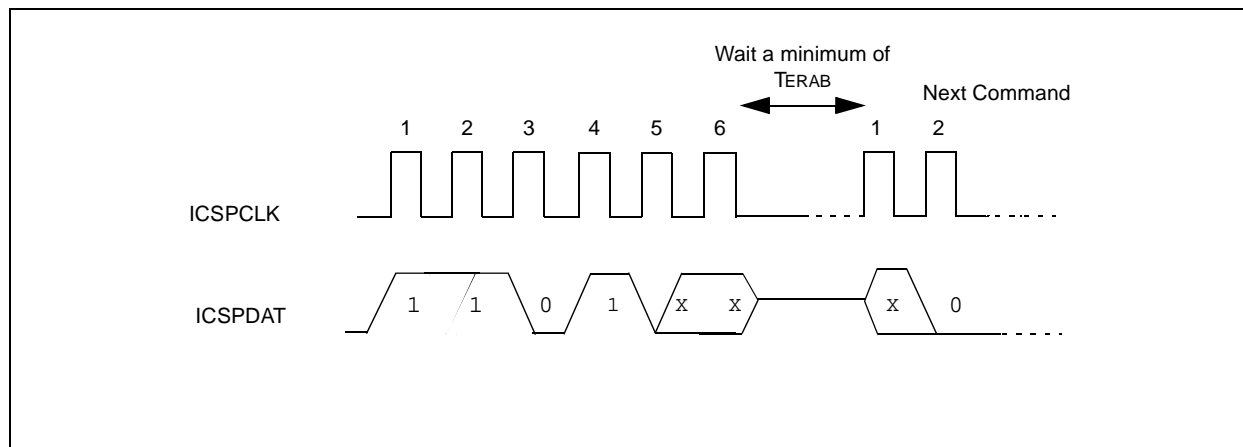 Wait a minimum of
TERAB
Next Command
1 2 3 4 5 6 1 2
ICSPCLK
ICSPDAT
1 1 0 1 x x x 0